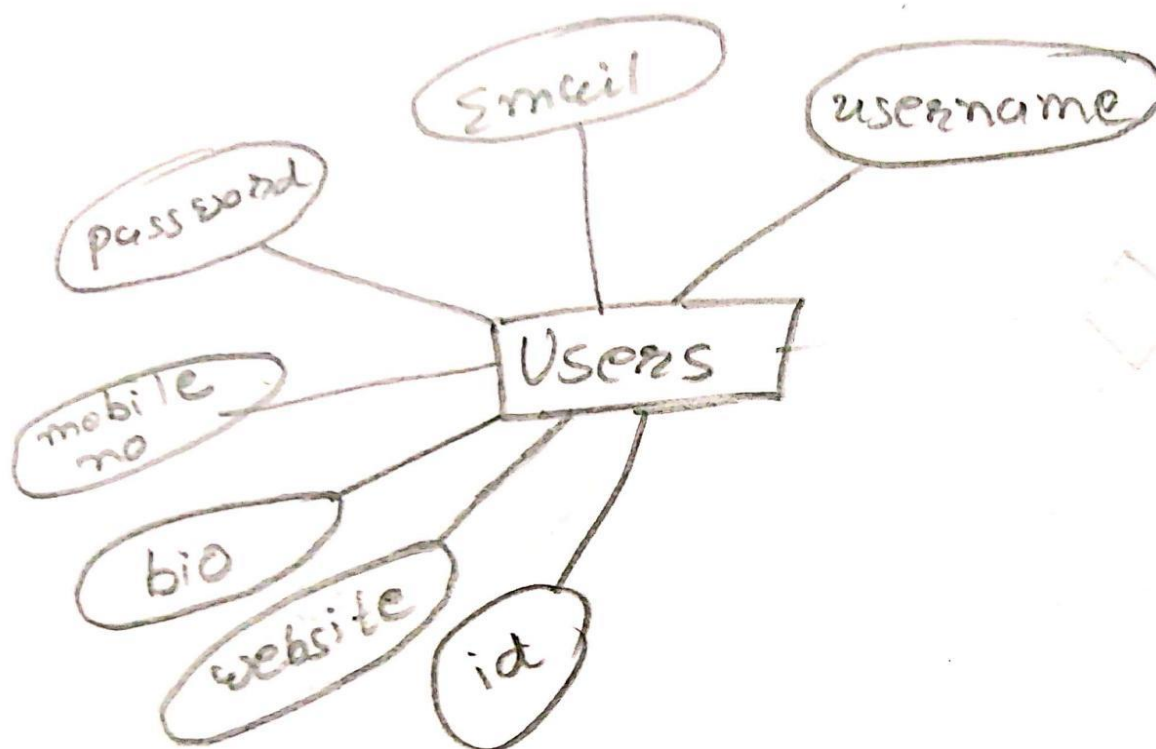 Email
username
password
Users
mobile
no
bio
website
id